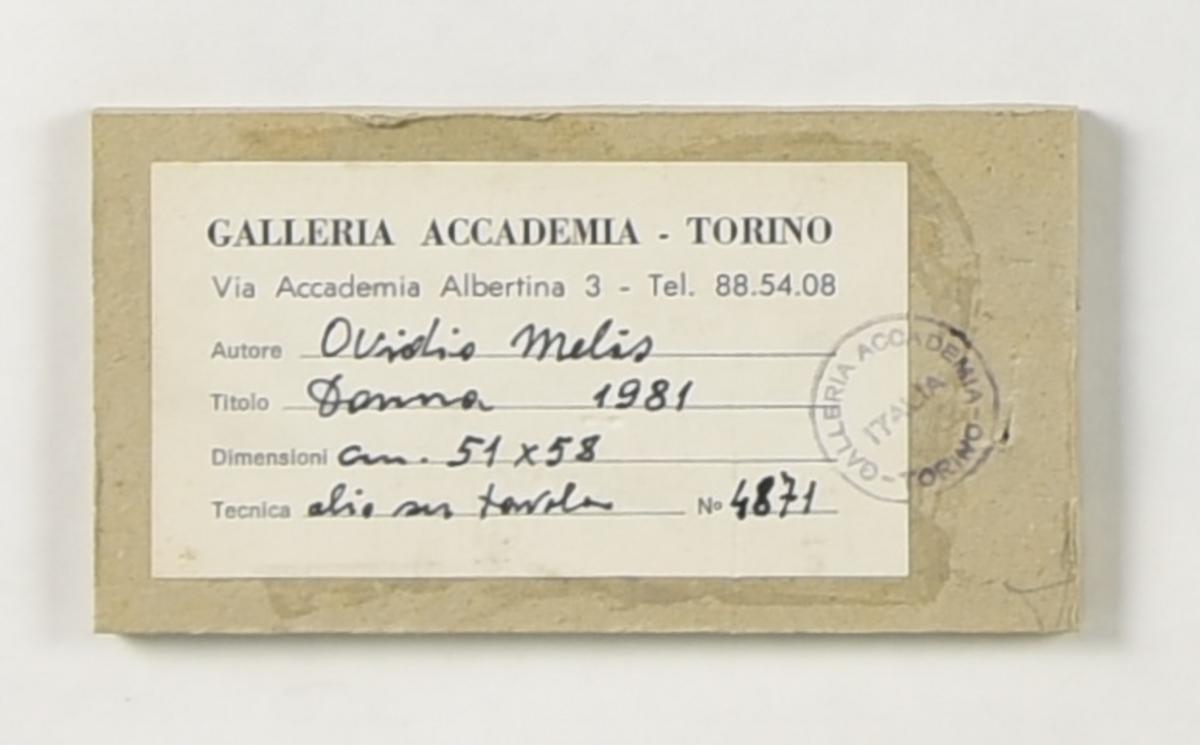 GALLERIA ACCADEMIA - TORINO
Via Accademia Albertina 3 - Tel. 88.54.08
Autore Ovidio Melis
Titolo Donna 1981
Dimensioni cm. 51 x 58
Tecnica olio su tavola Nº 4871
GALLERIA ACCADEMIA - TORINO -
ITALIA